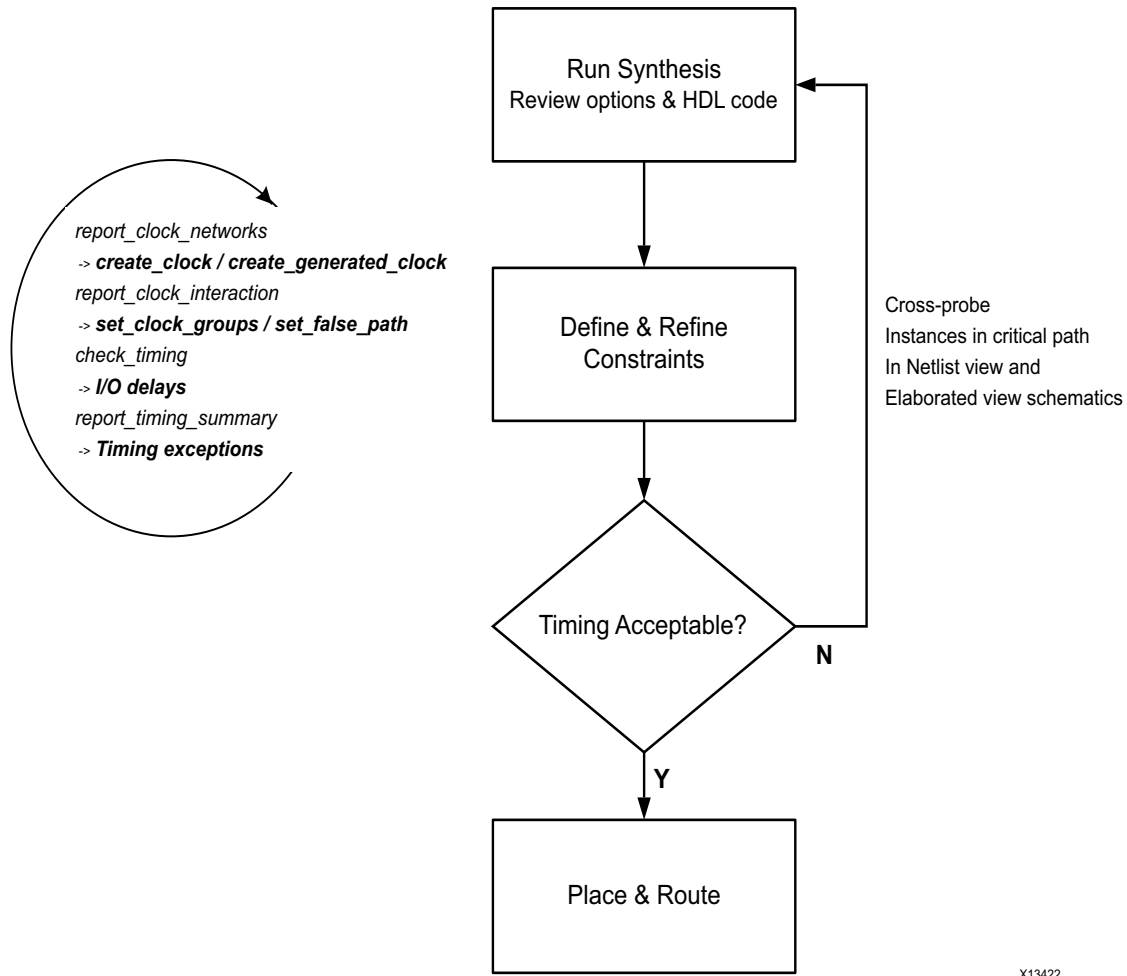 Run Synthesis
Review options & HDL code
report_clock_networks
-> create_clock / create_generated_clock
report_clock_interaction
-> set_clock_groups / set_false_path
check_timing
-> I/O delays
report_timing_summary
-> Timing exceptions
Define & Refine
Constraints
Cross-probe
Instances in critical path
In Netlist view and
Elaborated view schematics
Timing Acceptable?
N
Y
Place & Route
X13422